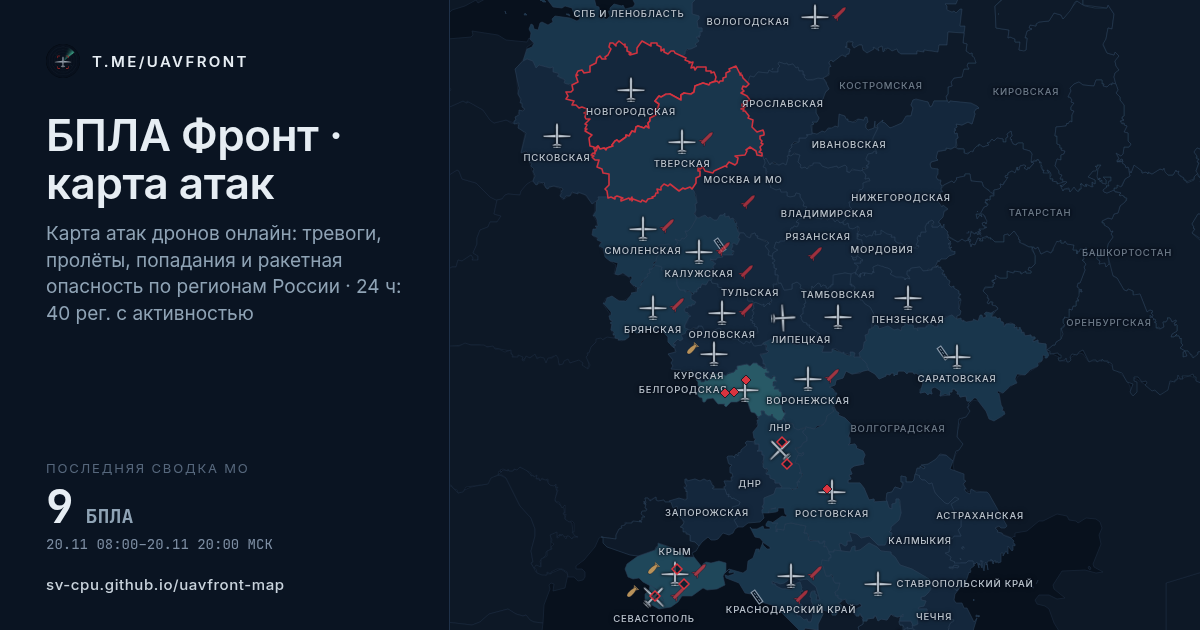 T.ME/UAVFRONT
БПЛА Фронт ·
карта атак
Карта атак дронов онлайн: тревоги,
пролёты, попадания и ракетная
опасность по регионам России · 24 ч:
40 рег. с активностью
ПОСЛЕДНЯЯ СВОДКА МО
9 БПЛА
20.11 08:00–20.11 20:00 МСК
sv-cpu.github.io/uavfront-map
СПБ И ЛЕНОБЛАСТЬ
ВОЛОГОДСКАЯ
КОСТРОМСКАЯ
КИРОВСКАЯ
НОВГОРОДСКАЯ
ЯРОСЛАВСКАЯ
ИВАНОВСКАЯ
ПСКОВСКАЯ
ТВЕРСКАЯ
МОСКВА И МО
НИЖЕГОРОДСКАЯ
ВЛАДИМИРСКАЯ
ТАТАРСТАН
РЯЗАНСКАЯ
СМОЛЕНСКАЯ
МОРДОВИЯ
БАШКОРТОСТАН
КАЛУЖСКАЯ
ТУЛЬСКАЯ
ТАМБОВСКАЯ
ПЕНЗЕНСКАЯ
ОРЕНБУРГСКАЯ
БРЯНСКАЯ
ОРЛОВСКАЯ
ЛИПЕЦКАЯ
КУРСКАЯ
САРАТОВСКАЯ
БЕЛГОРОДСКАЯ
ВОРОНЕЖСКАЯ
ЛНР
ВОЛГОГРАДСКАЯ
ДНР
ЗАПОРОЖСКАЯ
РОСТОВСКАЯ
АСТРАХАНСКАЯ
КАЛМЫКИЯ
КРЫМ
СТАВРОПОЛЬСКИЙ КРАЙ
КРАСНОДАРСКИЙ КРАЙ
СЕВАСТОПОЛЬ
ЧЕЧНЯ